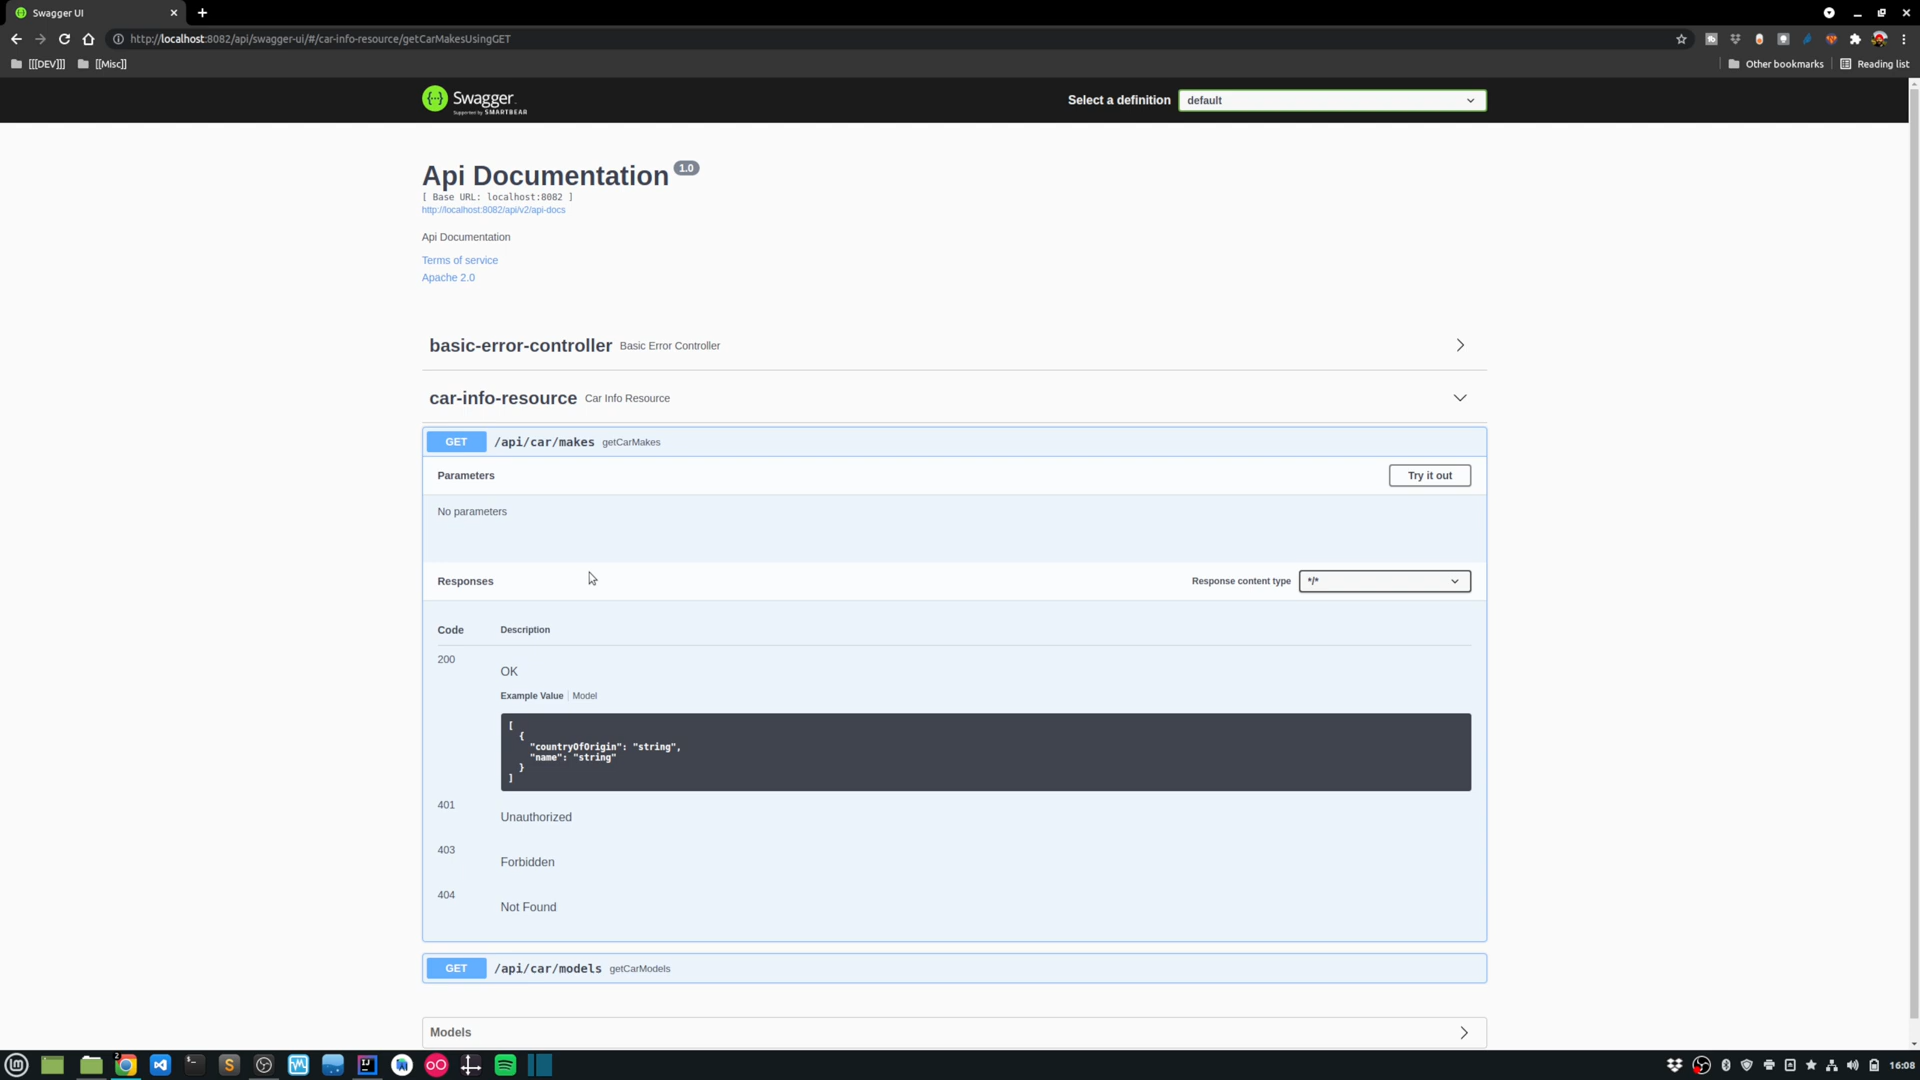 Swagger UI
http://localhost:8082/api/swagger-ui/#/car-info-resource/getCarMakesUsingGET
[[[DEV]]]
[[Misc]]
Other bookmarks
Reading list
Swagger
Supported by SMARTBEAR
Select a definition
default
Api Documentation 1.0
[ Base URL: localhost:8082 ]
http://localhost:8082/api/v2/api-docs
Api Documentation
Terms of service
Apache 2.0
basic-error-controller Basic Error Controller
car-info-resource Car Info Resource
GET /api/car/makes getCarMakes
Parameters
Try it out
No parameters
Responses
Response content type
*/*
Code Description
200
OK
Example Value Model
[
{
"countryOfOrigin": "string",
"name": "string"
}
]
401
Unauthorized
403
Forbidden
404
Not Found
GET /api/car/models getCarModels
Models
2
16:08